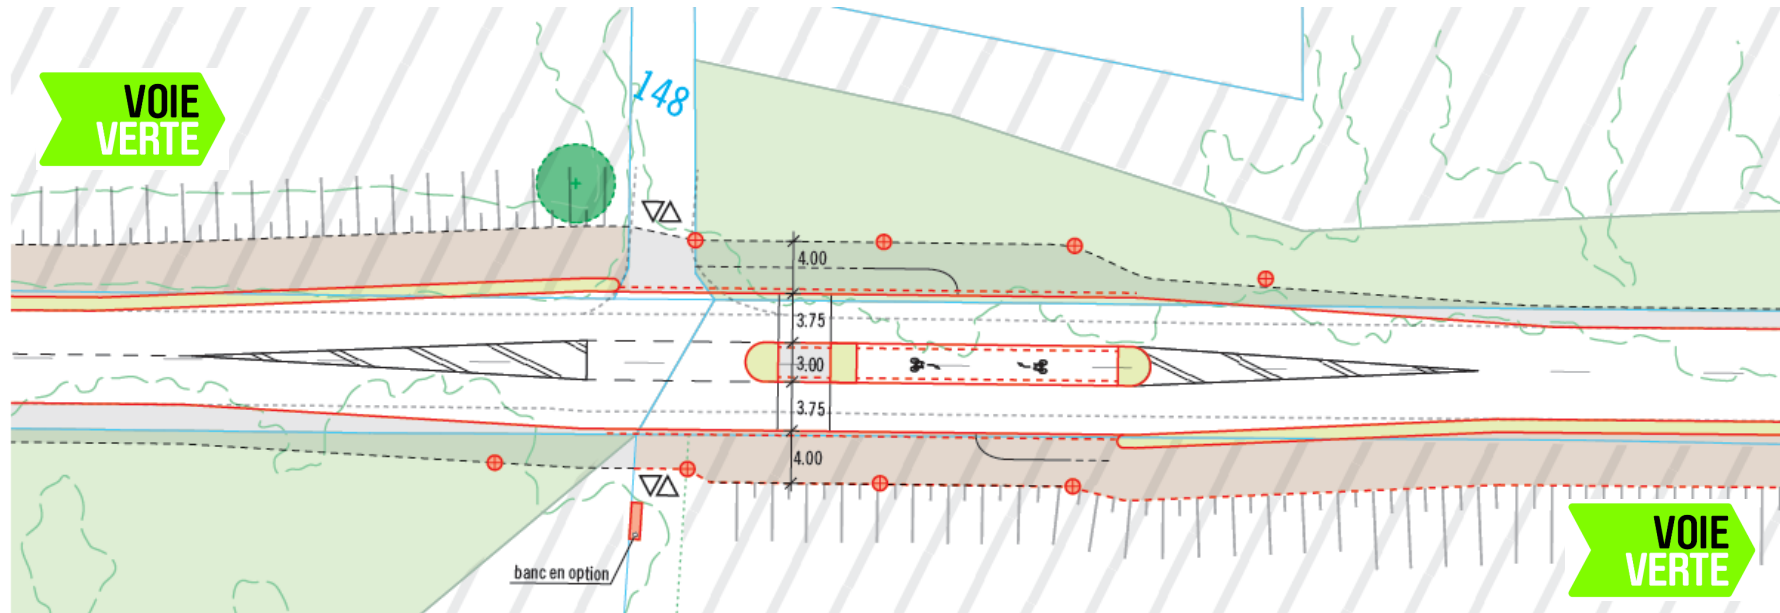 VOIE
VERTE
148
4.00
3.75
3.00
3.75
4.00
banc en option
VOIE
VERTE